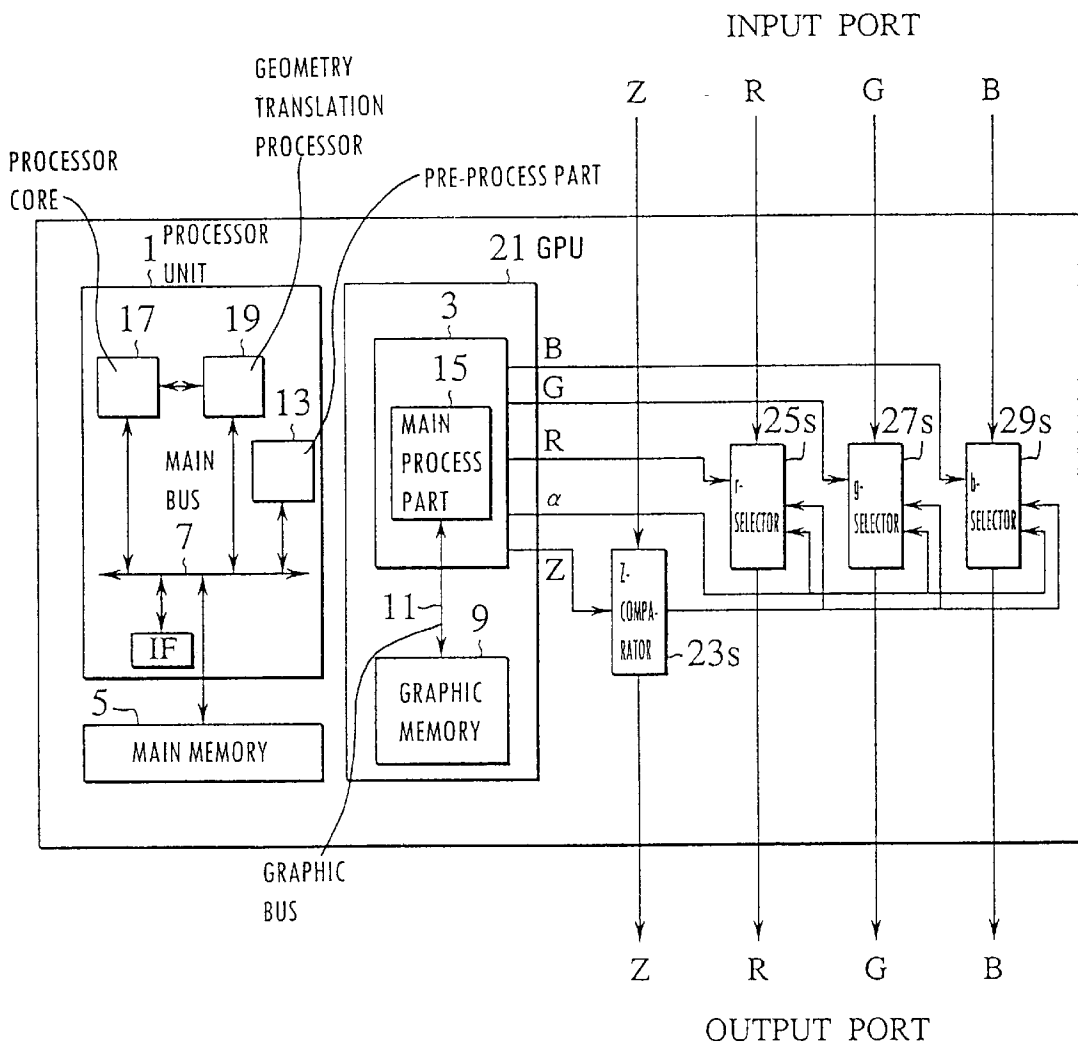 INPUT PORT
Z R G B
GEOMETRY
TRANSLATION
PROCESSOR
PROCESSOR
CORE
PRE-PROCESS PART
1 PROCESSOR
UNIT
21 GPU
17
19
13
MAIN
BUS
7
IF
5
MAIN MEMORY
3
15
MAIN
PROCESS
PART
B
G
R
α
Z
11
9
GRAPHIC
MEMORY
GRAPHIC
BUS
25s
r-
SELECTOR
27s
g-
SELECTOR
29s
b-
SELECTOR
Z-
COMPA-
RATOR
23s
Z R G B
OUTPUT PORT